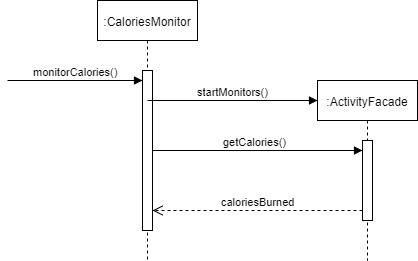 :CaloriesMonitor
monitorCalories()
startMonitors()
:ActivityFacade
getCalories()
caloriesBurned